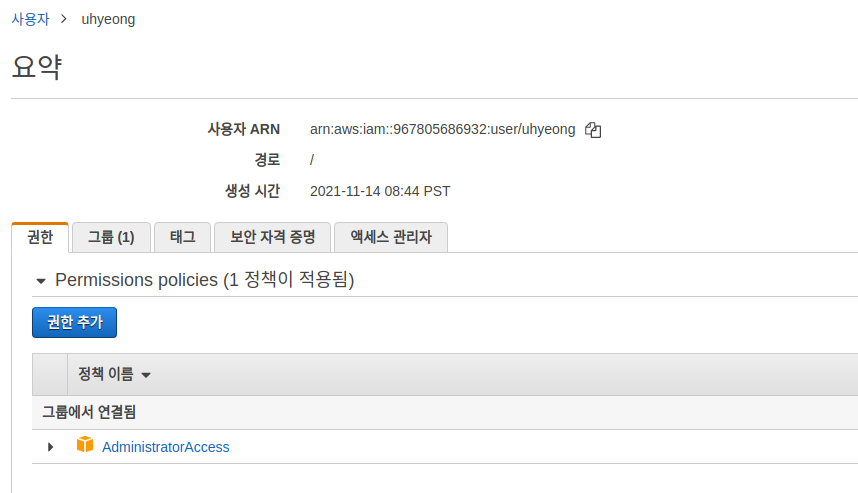 사용자 > uhyeong
요약
사용자 ARN arn:aws:iam::967805686932:user/uhyeong
경로 /
생성 시간 2021-11-14 08:44 PST
권한 그룹 (1) 태그 보안 자격 증명 액세스 관리자
Permissions policies (1 정책이 적용됨)
권한 추가
정책 이름
그룹에서 연결됨
AdministratorAccess